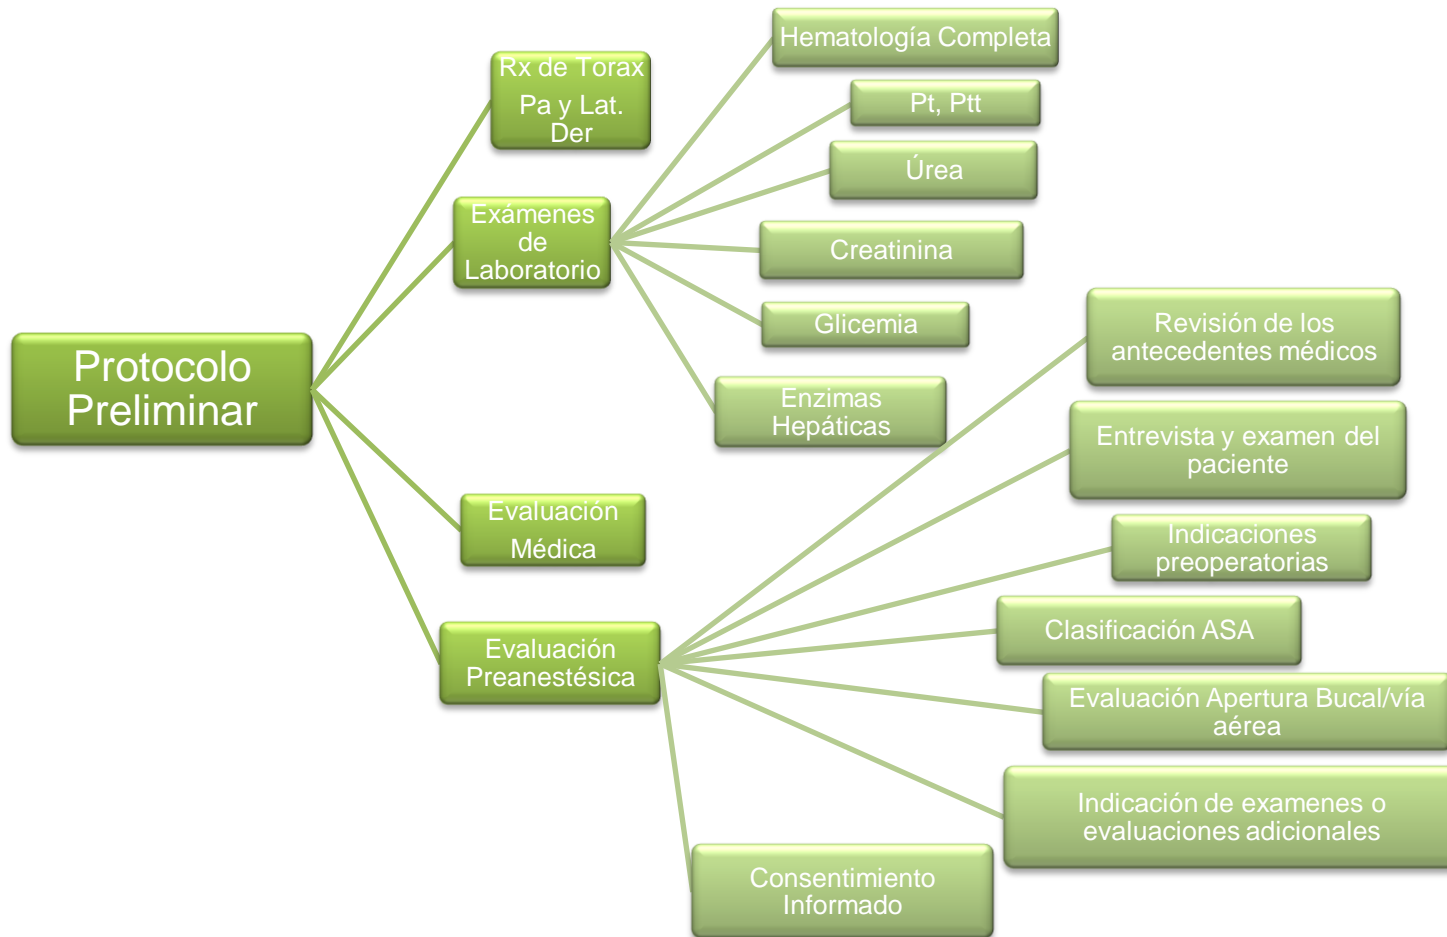 Protocolo
Preliminar
Rx de Torax
Pa y Lat.
Der
Exámenes
de
Laboratorio
Hematología Completa
Pt, Ptt
Úrea
Creatinina
Glicemia
Enzimas
Hepáticas
Evaluación
Médica
Evaluación
Preanestésica
Revisión de los
antecedentes médicos
Entrevista y examen del
paciente
Indicaciones
preoperatorias
Clasificación ASA
Evaluación Apertura Bucal/vía
aérea
Indicación de examenes o
evaluaciones adicionales
Consentimiento
Informado